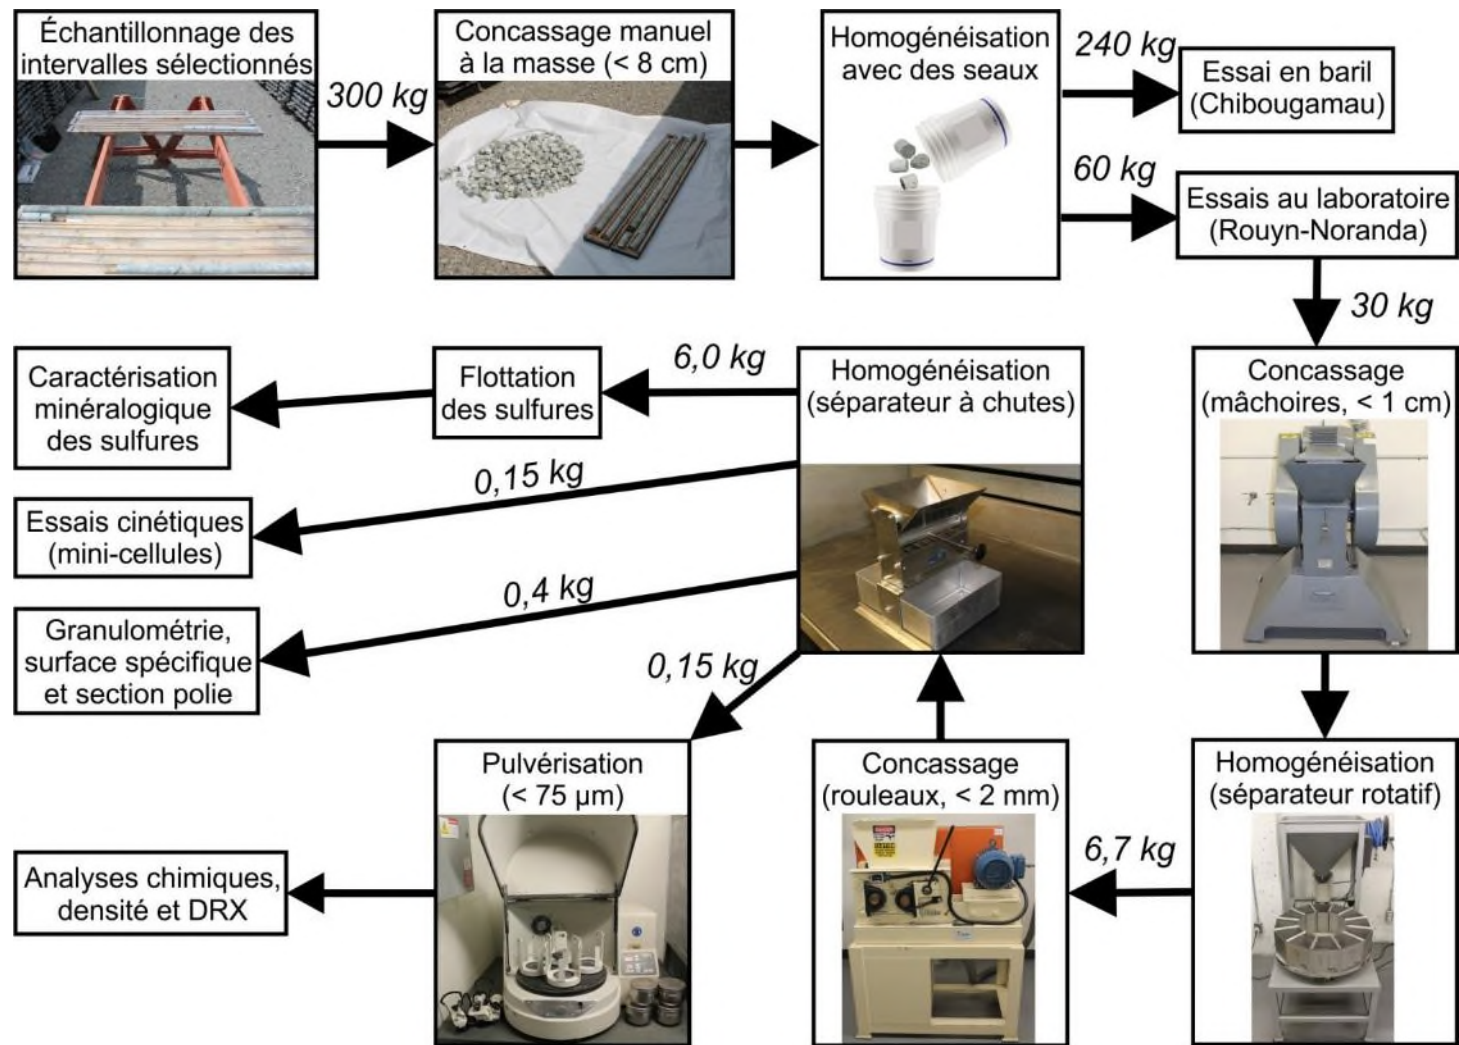 Échantillonnage des
intervalles sélectionnés
300 kg
Concassage manuel
à la masse (< 8 cm)
Homogénéisation
avec des seaux
240 kg
Essai en baril
(Chibougamau)
60 kg
Essais au laboratoire
(Rouyn-Noranda)
30 kg
Concassage
(mâchoires, < 1 cm)
Homogénéisation
(séparateur rotatif)
6,7 kg
Concassage
(rouleaux, < 2 mm)
Homogénéisation
(séparateur à chutes)
6,0 kg
Flottation
des sulfures
Caractérisation
minéralogique
des sulfures
0,15 kg
Essais cinétiques
(mini-cellules)
0,4 kg
Granulométrie,
surface spécifique
et section polie
0,15 kg
Pulvérisation
(< 75 µm)
Analyses chimiques,
densité et DRX